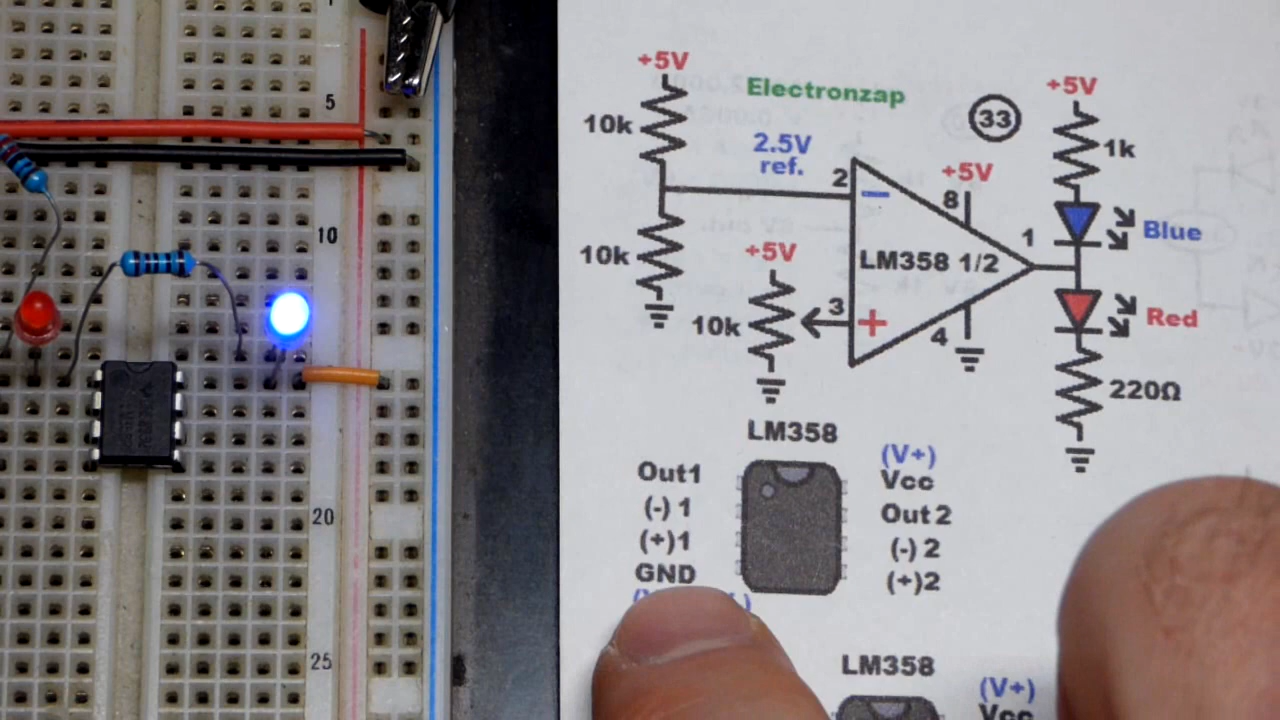 5
10
20
25
+5V
Electronzap
33
+5V
10k
2.5V
ref.
1k
2
+5V
8
1
Blue
10k
+5V
LM358 1/2
10k
3
4
Red
220Ω
LM358
Out1
(-) 1
(+)1
GND
(V+)
Vcc
Out 2
(-) 2
(+)2
LM358
(V+)
Vcc